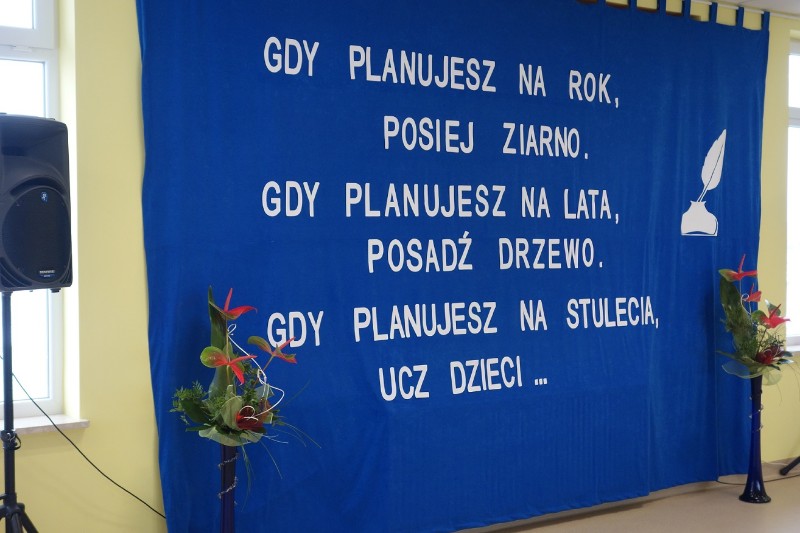 GDY PLANUJESZ NA ROK,
POSIEJ ZIARNO.
GDY PLANUJESZ NA LATA,
POSADŹ DRZEWO.
GDY PLANUJESZ NA STULECIA,
UCZ DZIECI ...